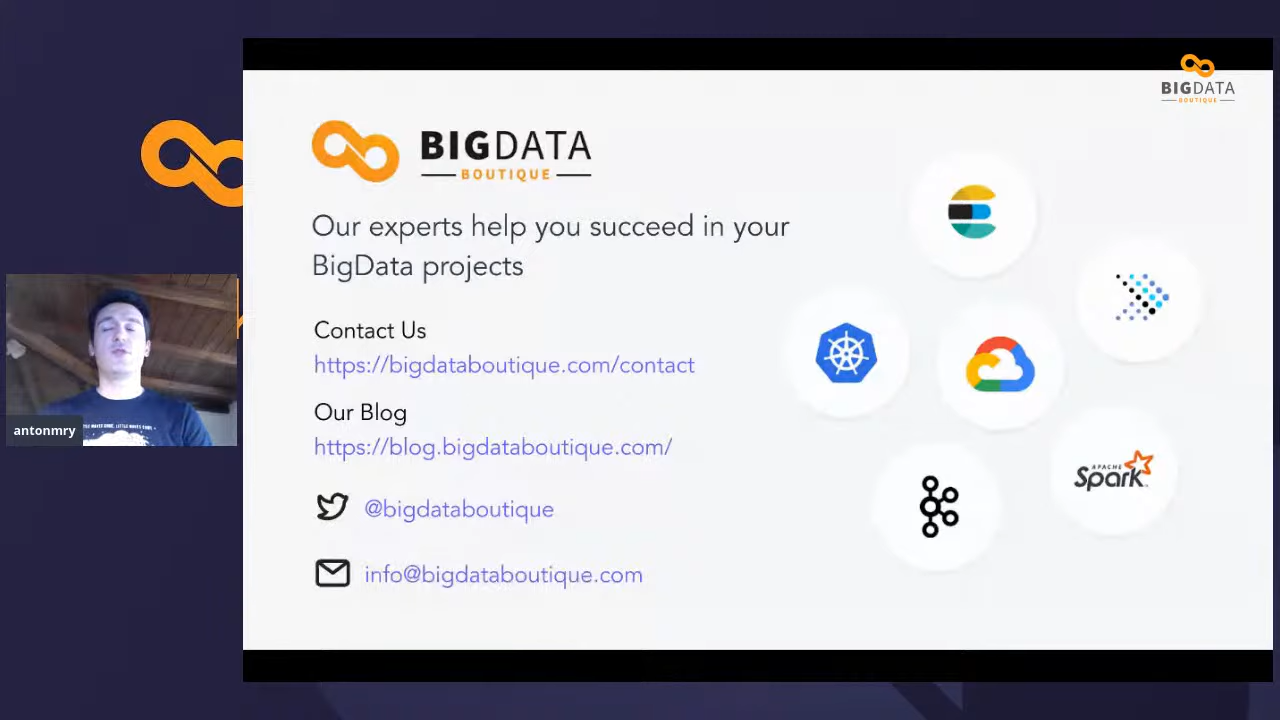 BIGDATA
BOUTIQUE
BIGDATA
BOUTIQUE
Our experts help you succeed in your
BigData projects
Contact Us
https://bigdataboutique.com/contact
Our Blog
https://blog.bigdataboutique.com/
@bigdataboutique
info@bigdataboutique.com
APACHE
Spark
antonmry